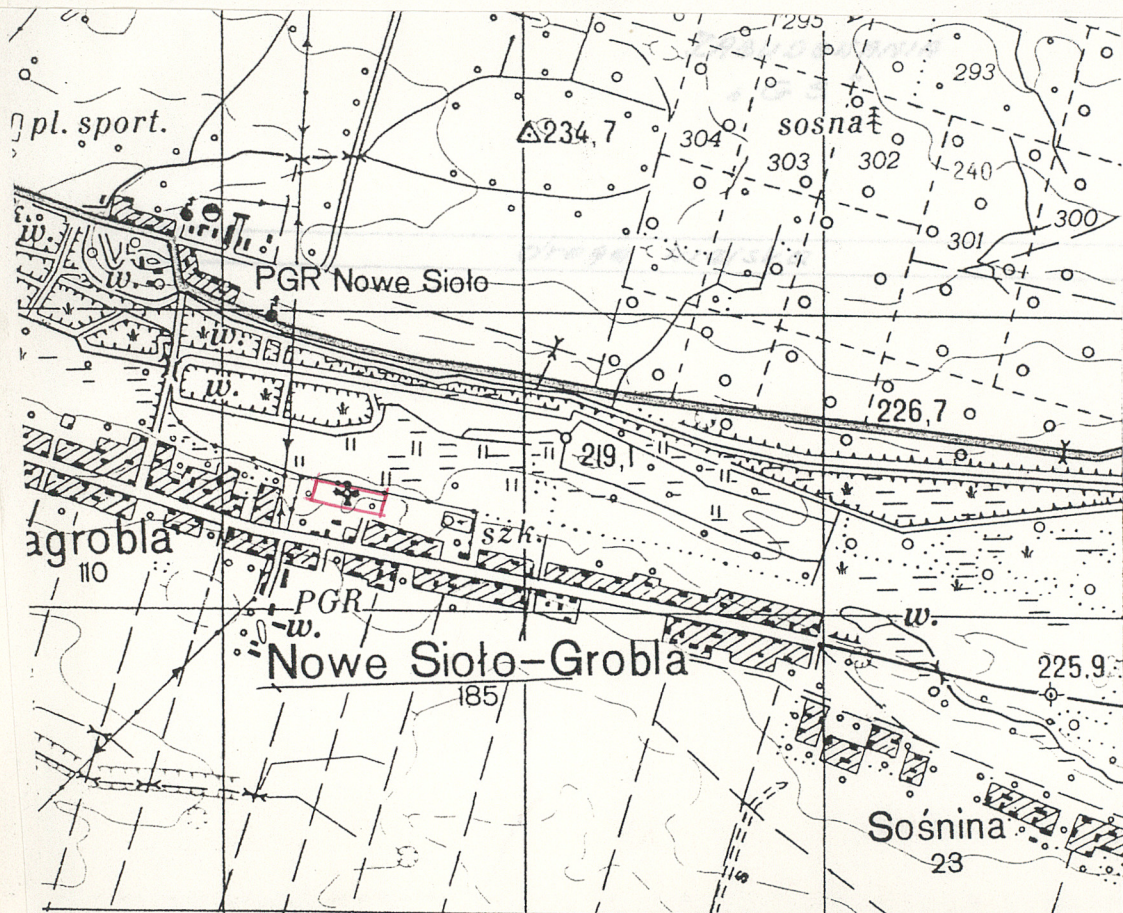 295
293
pl. sport.
234,7
304
sosna
303
302
240
300
301
w.
w.
PGR Nowe Sioło
w.
w.
226,7
219,1
szk.
agrobla
110
PGR
w.
w.
Nowe Sioło-Grobla
185
225,9
Sośnina
23
s